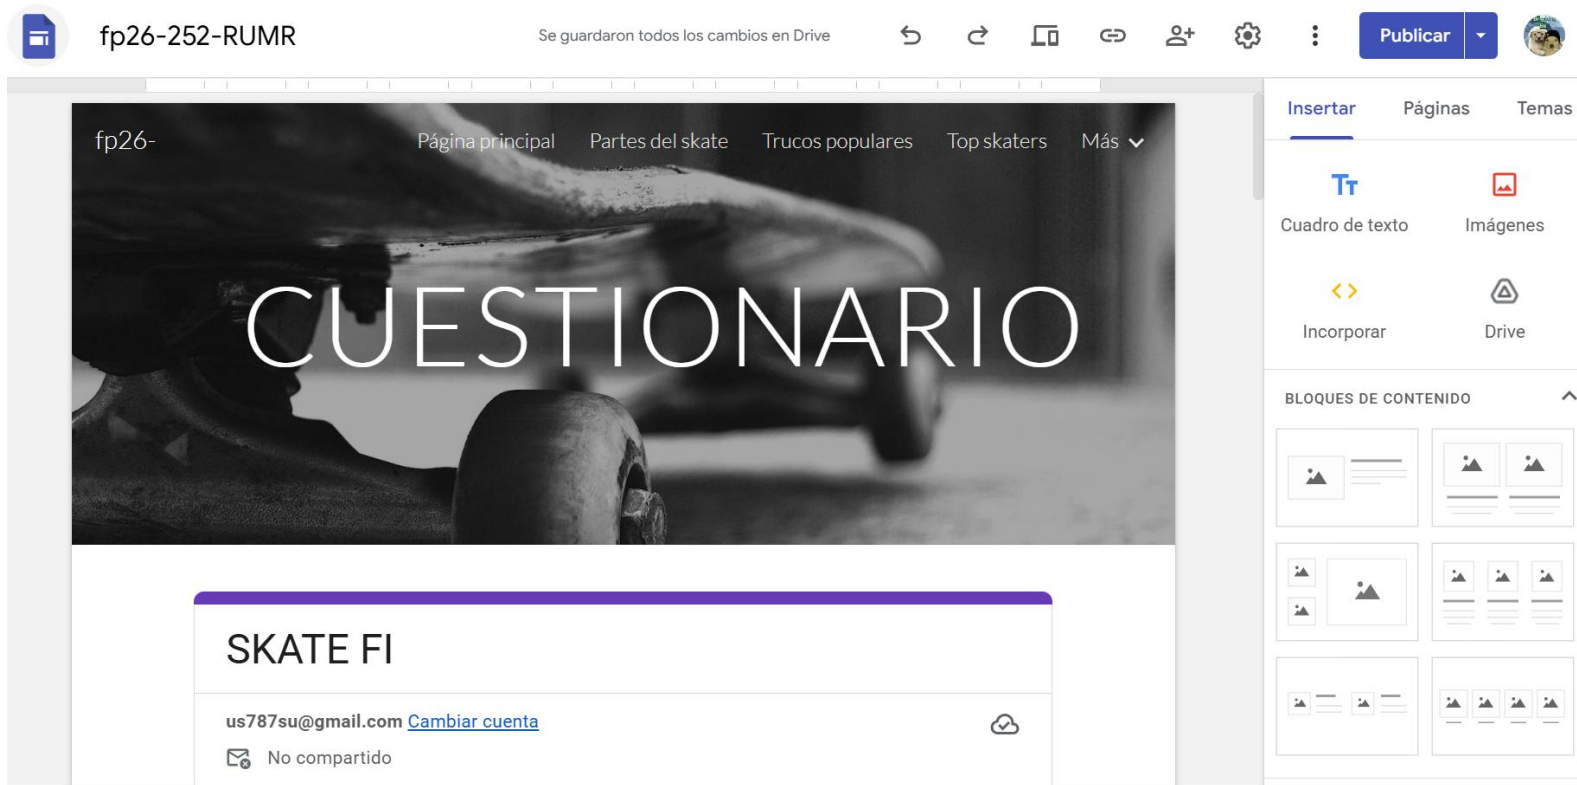 fp26-252-RUMR
Se guardaron todos los cambios en Drive
Publicar
fp26-
Página principal
Partes del skate
Trucos populares
Top skaters
Más
CUESTIONARIO
SKATE FI
us787su@gmail.com Cambiar cuenta
No compartido
Insertar
Páginas
Temas
Cuadro de texto
Imágenes
Incorporar
Drive
BLOQUES DE CONTENIDO